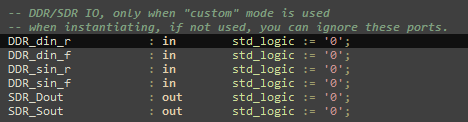 -- DDR/SDR IO, only when "custom" mode is used
-- when instantiating, if not used, you can ignore these ports.
DDR_din_r : in std_logic := '0';
DDR_din_f : in std_logic := '0';
DDR_sin_r : in std_logic := '0';
DDR_sin_f : in std_logic := '0';
SDR_Dout : out std_logic := '0';
SDR_Sout : out std_logic := '0';